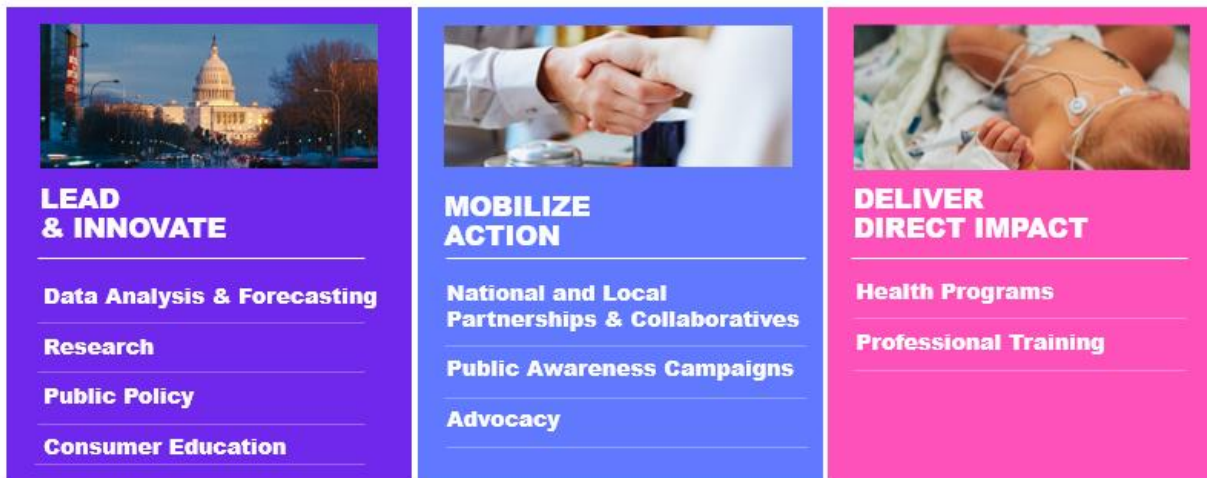 LEAD
& INNOVATE
Data Analysis & Forecasting
Research
Public Policy
Consumer Education
MOBILIZE
ACTION
National and Local
Partnerships & Collaboratives
Public Awareness Campaigns
Advocacy
DELIVER
DIRECT IMPACT
Health Programs
Professional Training